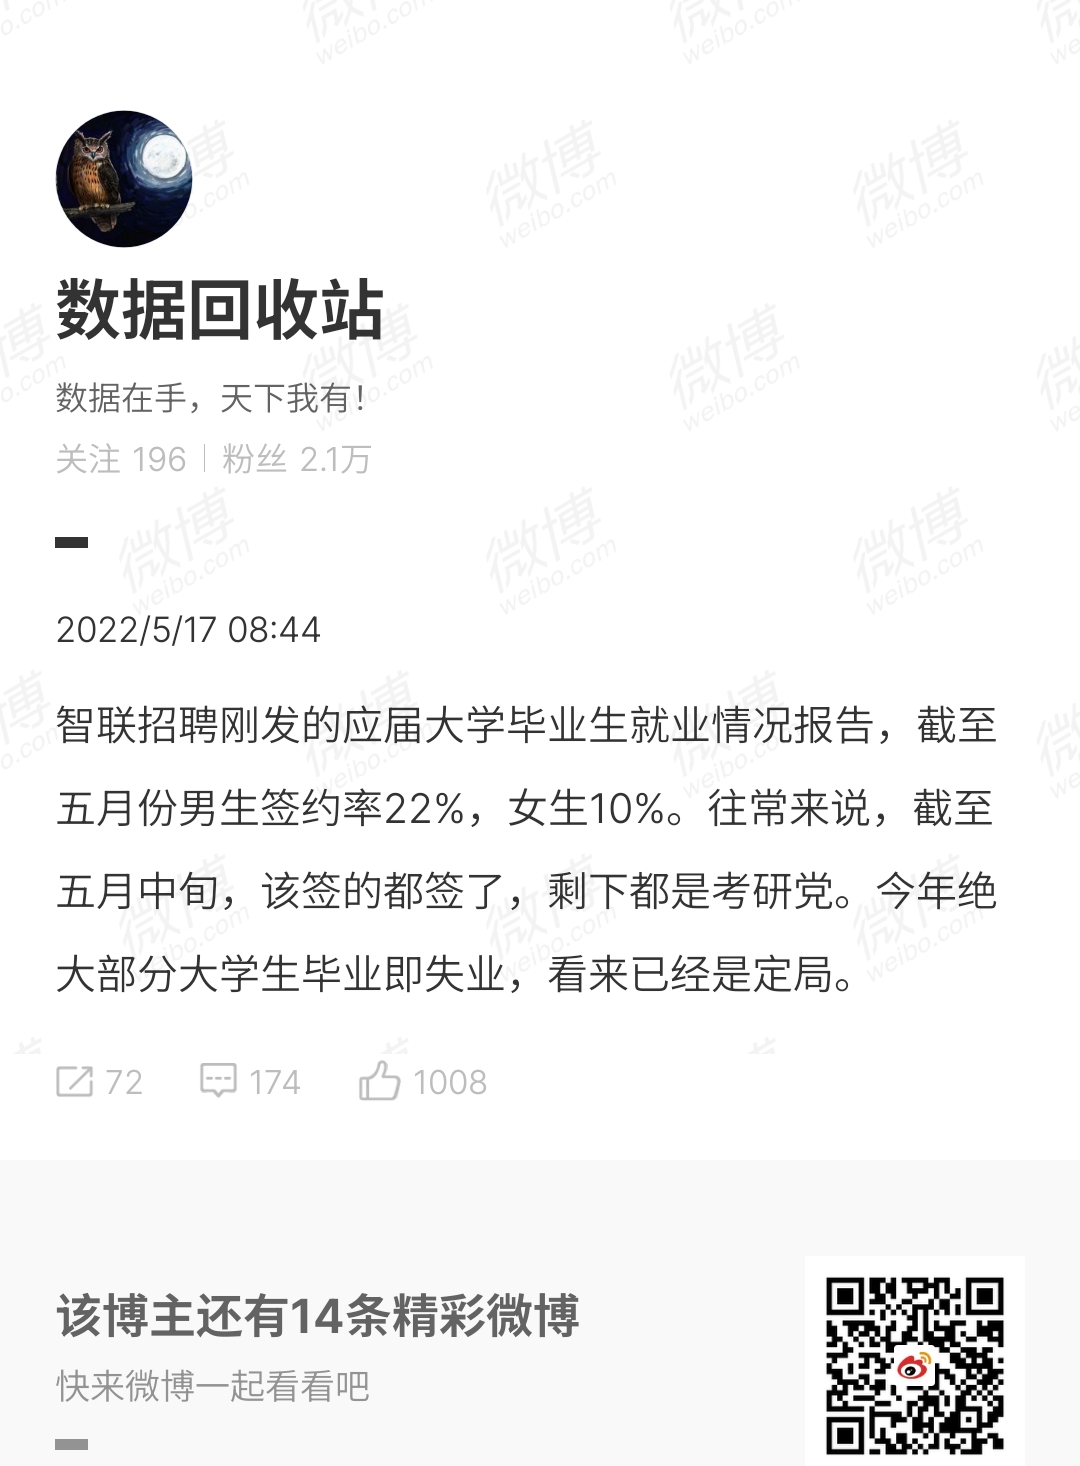 数据回收站
数据在手，天下我有！
关注 196 | 粉丝 2.1万
2022/5/17 08:44
智联招聘刚发的应届大学毕业生就业情况报告，截至
五月份男生签约率22%，女生10%。往常来说，截至
五月中旬，该签的都签了，剩下都是考研党。今年绝
大部分大学生毕业即失业，看来已经是定局。
72 174 1008
该博主还有14条精彩微博
快来微博一起看看吧
微博
weibo.com